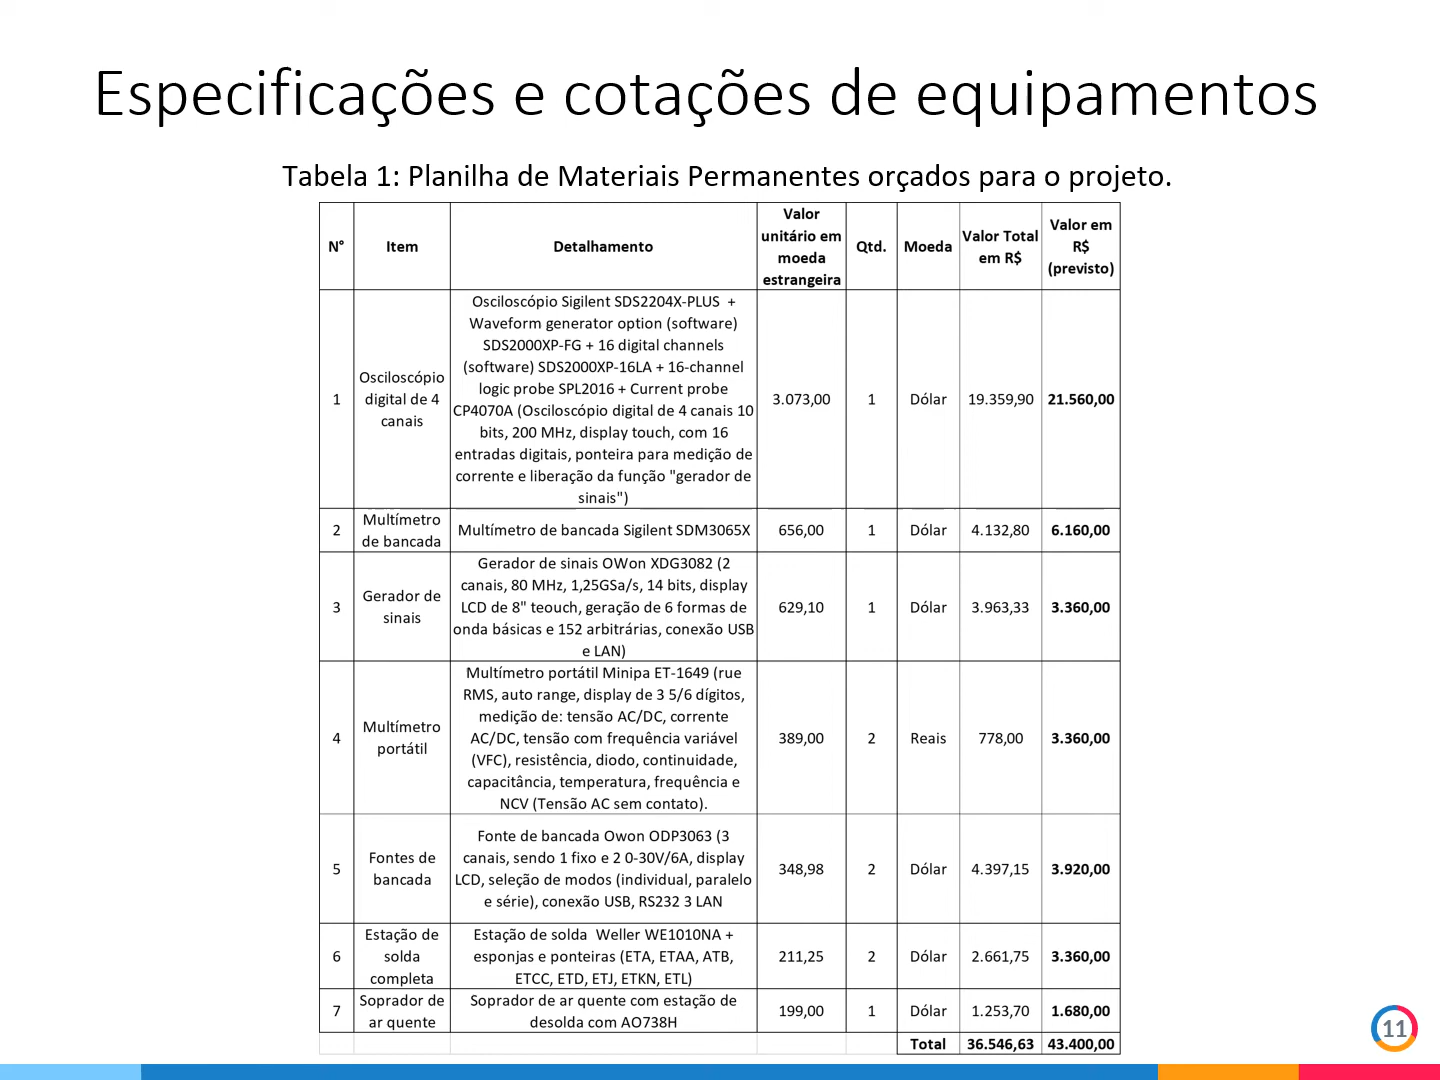 Especificações e cotações de equipamentos
Tabela 1: Planilha de Materiais Permanentes orçados para o projeto.
N°
Item
Detalhamento
Valor
unitário em
moeda
estrangeira
Qtd.
Moeda
Valor Total
em R$
Valor em
R$
(previsto)
1
Osciloscópio
digital de 4
canais
Osciloscópio Sigilent SDS2204X-PLUS +
Waveform generator option (software)
SDS2000XP-FG + 16 digital channels
(software) SDS2000XP-16LA + 16-channel
logic probe SPL2016 + Current probe
CP4070A (Osciloscópio digital de 4 canais 10
bits, 200 MHz, display touch, com 16
entradas digitais, ponteira para medição de
corrente e liberação da função "gerador de
sinais")
3.073,00
1
Dólar
19.359,90
21.560,00
2
Multímetro
de bancada
Multímetro de bancada Sigilent SDM3065X
656,00
1
Dólar
4.132,80
6.160,00
3
Gerador de
sinais
Gerador de sinais OWon XDG3082 (2
canais, 80 MHz, 1,25GSa/s, 14 bits, display
LCD de 8" teouch, geração de 6 formas de
onda básicas e 152 arbitrárias, conexão USB
e LAN)
629,10
1
Dólar
3.963,33
3.360,00
4
Multímetro
portátil
Multímetro portátil Minipa ET-1649 (rue
RMS, auto range, display de 3 5/6 dígitos,
medição de: tensão AC/DC, corrente
AC/DC, tensão com frequência variável
(VFC), resistência, diodo, continuidade,
capacitância, temperatura, frequência e
NCV (Tensão AC sem contato).
389,00
2
Reais
778,00
3.360,00
5
Fontes de
bancada
Fonte de bancada Owon ODP3063 (3
canais, sendo 1 fixo e 2 0-30V/6A, display
LCD, seleção de modos (individual, paralelo
e série), conexão USB, RS232 3 LAN
348,98
2
Dólar
4.397,15
3.920,00
6
Estação de
solda
completa
Estação de solda Weller WE1010NA +
esponjas e ponteiras (ETA, ETAA, ATB,
ETCC, ETD, ETJ, ETKN, ETL)
211,25
2
Dólar
2.661,75
3.360,00
7
Soprador de
ar quente
Soprador de ar quente com estação de
desolda com AO738H
199,00
1
Dólar
1.253,70
1.680,00
Total
36.546,63
43.400,00
11